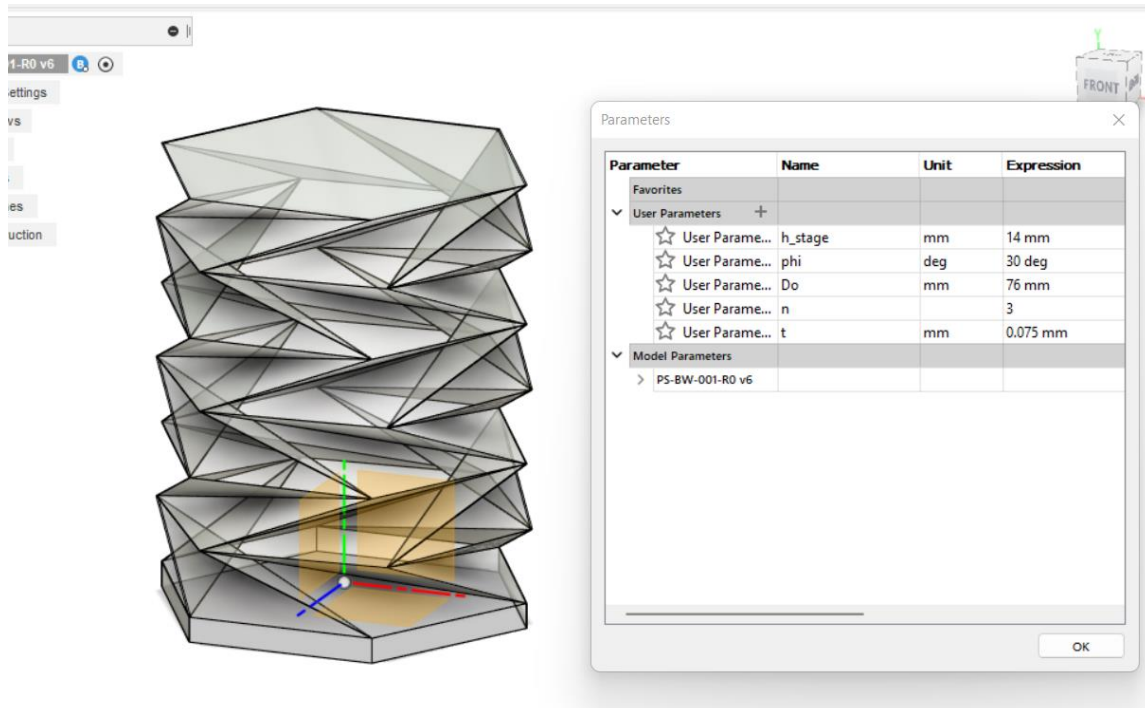 1-R0 v6
ettings
ws
es
uction
Y
FRONT
Parameters
Parameter Name Unit Expression
Favorites
User Parameters +
User Parame... h_stage mm 14 mm
User Parame... phi deg 30 deg
User Parame... Do mm 76 mm
User Parame... n 3
User Parame... t mm 0.075 mm
Model Parameters
PS-BW-001-R0 v6
OK